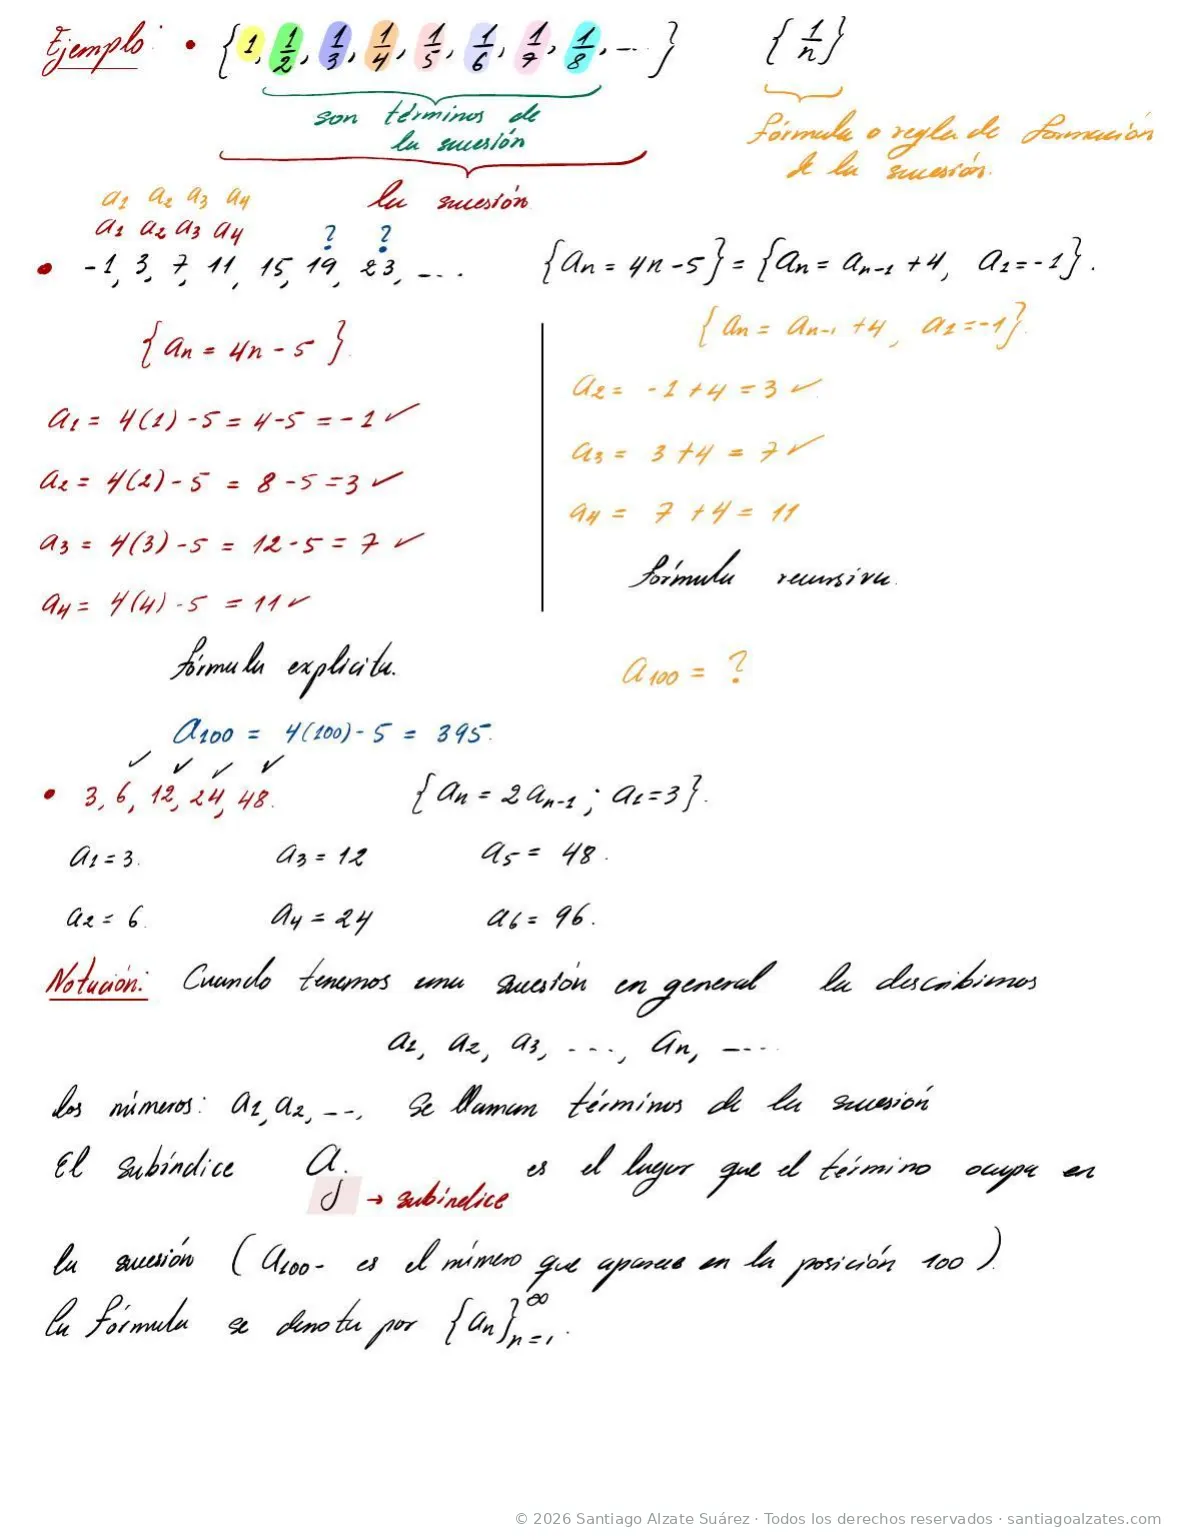 Ejemplo: • {1, 1/2, 1/3, 1/4, 1/5, 1/6, 1/7, 1/8, ...} {1/n}
son términos de
la sucesión
fórmula o regla de formación
de la sucesión.
la sucesión
a1 a2 a3 a4
a1 a2 a3 a4 ? ?
• -1, 3, 7, 11, 15, 19, 23, ... {an = 4n-5} = {an = an-1 +4, a1=-1}.
{an = 4n - 5}.
{an = an-1 +4, a1=-1}.
a1 = 4(1) -5 = 4-5 = -1 ✓
a2 = 4(2) - 5 = 8 - 5 = 3 ✓
a3 = 4(3) -5 = 12-5 = 7 ✓
a4 = 4(4) - 5 = 11 ✓
a2 = -1 +4 = 3 ✓
a3 = 3 +4 = 7 ✓
a4 = 7 +4 = 11
fórmula recursiva.
fórmula explicita.
a100 = ?
a100 = 4(100) - 5 = 395.
✓ ✓ ✓ ✓
• 3, 6, 12, 24, 48. {an = 2an-1 ; a1=3}.
a1=3. a3=12 a5= 48.
a2= 6. a4=24 a6= 96.
Notación: Cuando tenemos una sucesión en general la describimos
a1, a2, a3, ..., an, ...
los números: a1, a2, ... se llaman términos de la sucesión
El subíndice aj es el lugar que el término ocupa en
→ subíndice
la sucesión (a100- es el número que aparece en la posición 100).
la fórmula se denota por {an}∞n=1.
© 2026 Santiago Alzate Suárez · Todos los derechos reservados · santiagoalzates.com